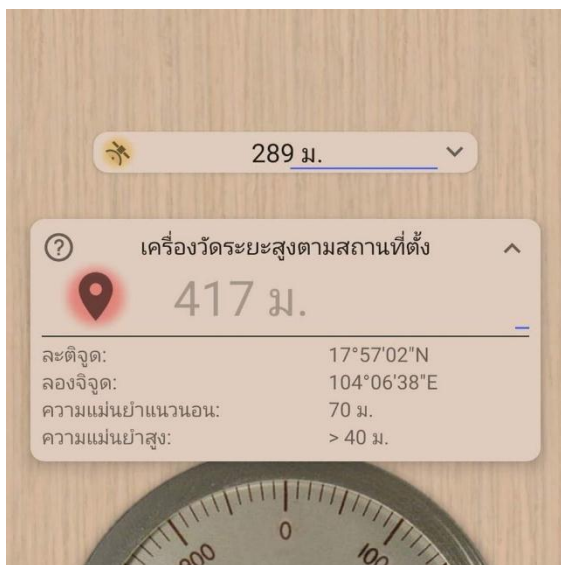 289 ม.
เครื่องวัดระยะสูงตามสถานที่ตั้ง
417 ม.
ละติจูด: 17°57'02"N
ลองจิจูด: 104°06'38"E
ความแม่นยำแนวนอน: 70 ม.
ความแม่นยำสูง: > 40 ม.
0